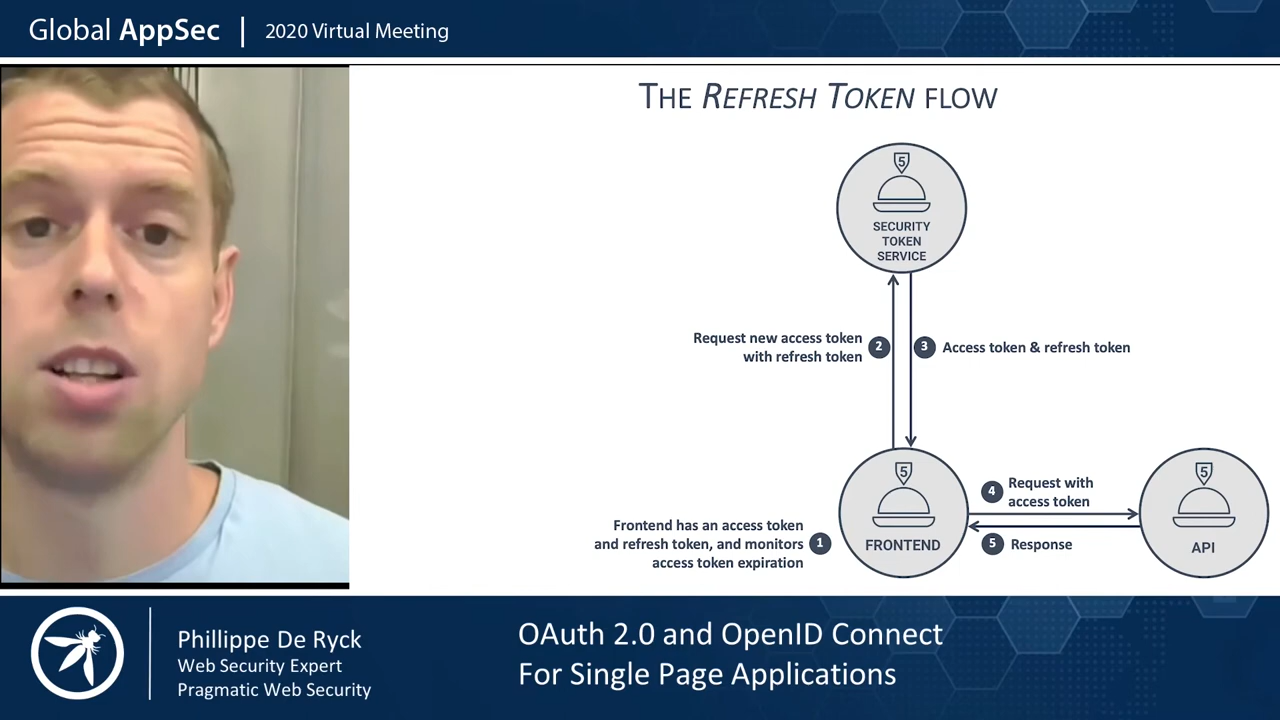 Global AppSec | 2020 Virtual Meeting
THE REFRESH TOKEN FLOW
5
SECURITY
TOKEN
SERVICE
Request new access token
with refresh token
2
3
Access token & refresh token
5
FRONTEND
4
Request with
access token
5
Response
5
API
Frontend has an access token
and refresh token, and monitors
access token expiration
1
Phillippe De Ryck
Web Security Expert
Pragmatic Web Security
OAuth 2.0 and OpenID Connect
For Single Page Applications